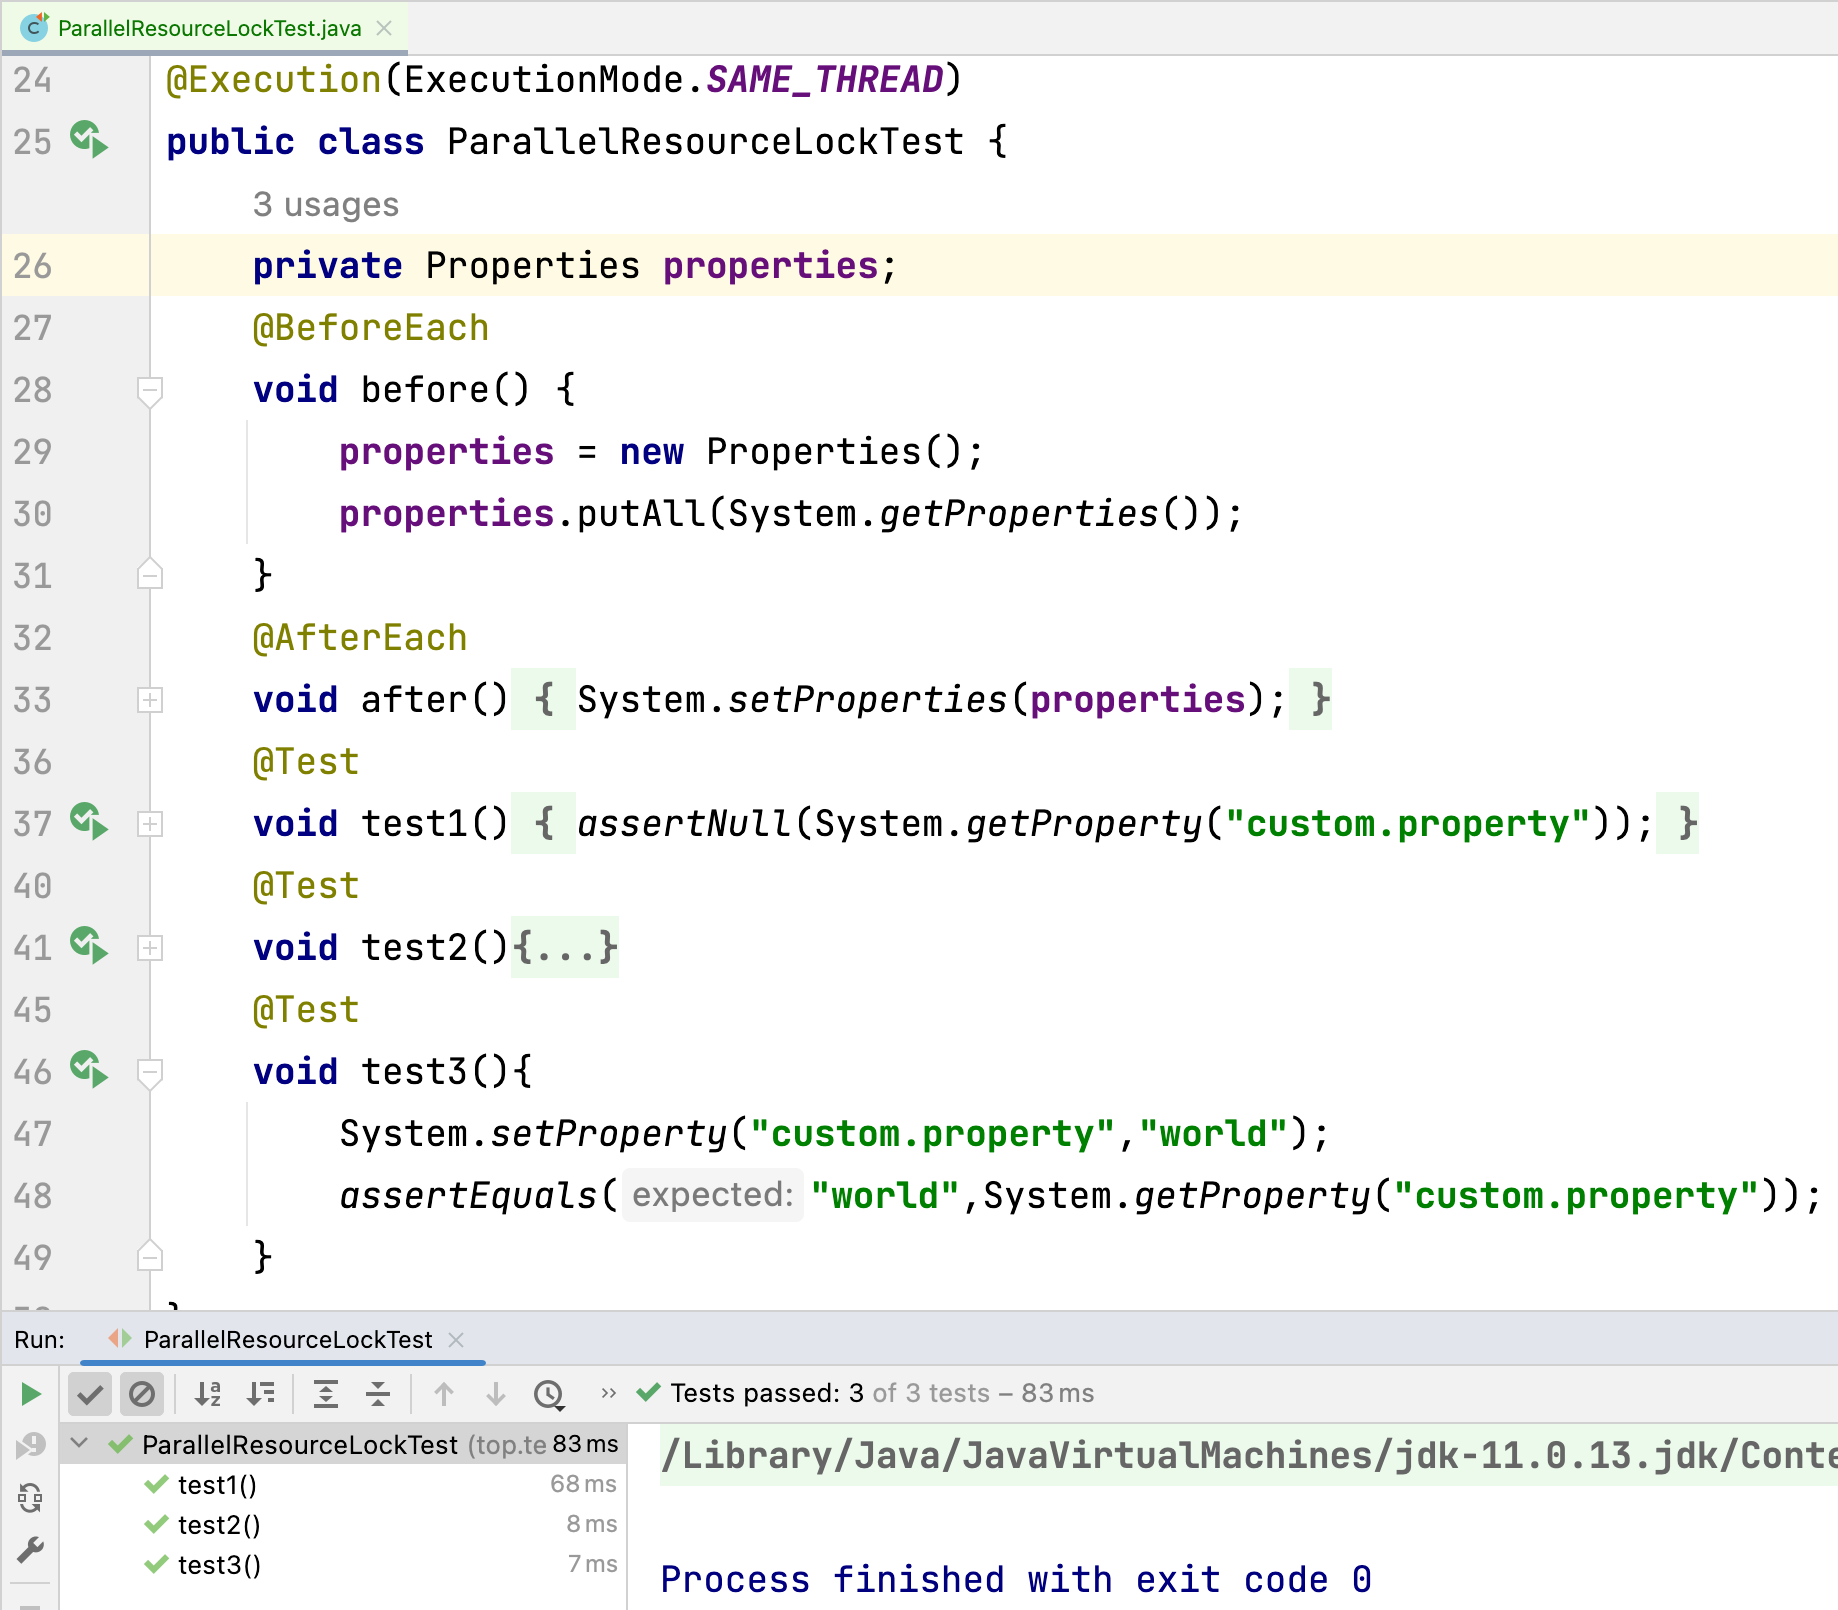 ParallelResourceLockTest.java
24 @Execution(ExecutionMode.SAME_THREAD)
25 public class ParallelResourceLockTest {
3 usages
26 private Properties properties;
27 @BeforeEach
28 void before() {
29 properties = new Properties();
30 properties.putAll(System.getProperties());
31 }
32 @AfterEach
33 void after() { System.setProperties(properties); }
36 @Test
37 void test1() { assertNull(System.getProperty("custom.property")); }
40 @Test
41 void test2(){...}
45 @Test
46 void test3(){
47 System.setProperty("custom.property","world");
48 assertEquals( expected: "world",System.getProperty("custom.property"));
49 }
Run: ParallelResourceLockTest
Tests passed: 3 of 3 tests – 83 ms
ParallelResourceLockTest (top.te 83 ms
test1() 68 ms
test2() 8 ms
test3() 7 ms
/Library/Java/JavaVirtualMachines/jdk-11.0.13.jdk/Conte
Process finished with exit code 0